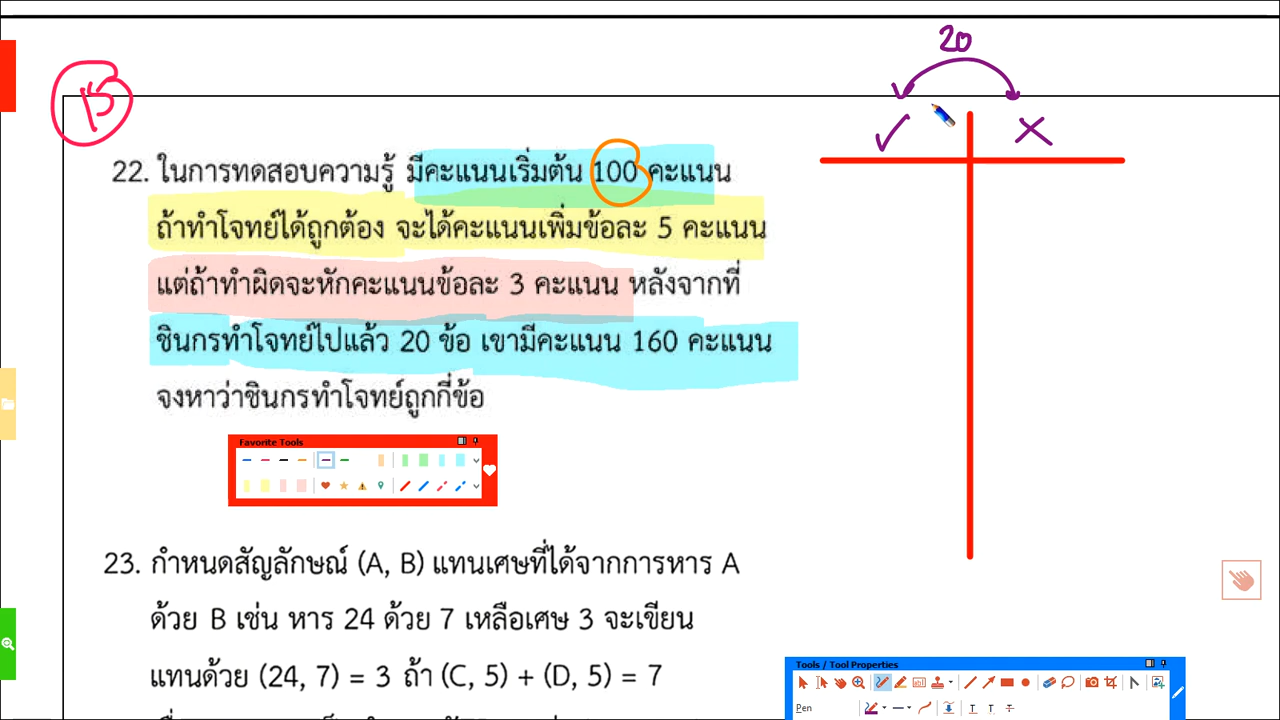 20
15
✓ ✗
22. ในการทดสอบความรู้ มีคะแนนเริ่มต้น 100 คะแนน
ถ้าทำโจทย์ได้ถูกต้อง จะได้คะแนนเพิ่มข้อละ 5 คะแนน
แต่ถ้าทำผิดจะหักคะแนนข้อละ 3 คะแนน หลังจากที่
ชินกรทำโจทย์ไปแล้ว 20 ข้อ เขามีคะแนน 160 คะแนน
จงหาว่าชินกรทำโจทย์ถูกกี่ข้อ
Favorite Tools
23. กำหนดสัญลักษณ์ (A, B) แทนเศษที่ได้จากการหาร A
ด้วย B เช่น หาร 24 ด้วย 7 เหลือเศษ 3 จะเขียน
แทนด้วย (24, 7) = 3 ถ้า (C, 5) + (D, 5) = 7
Tools / Tool Properties
Pen